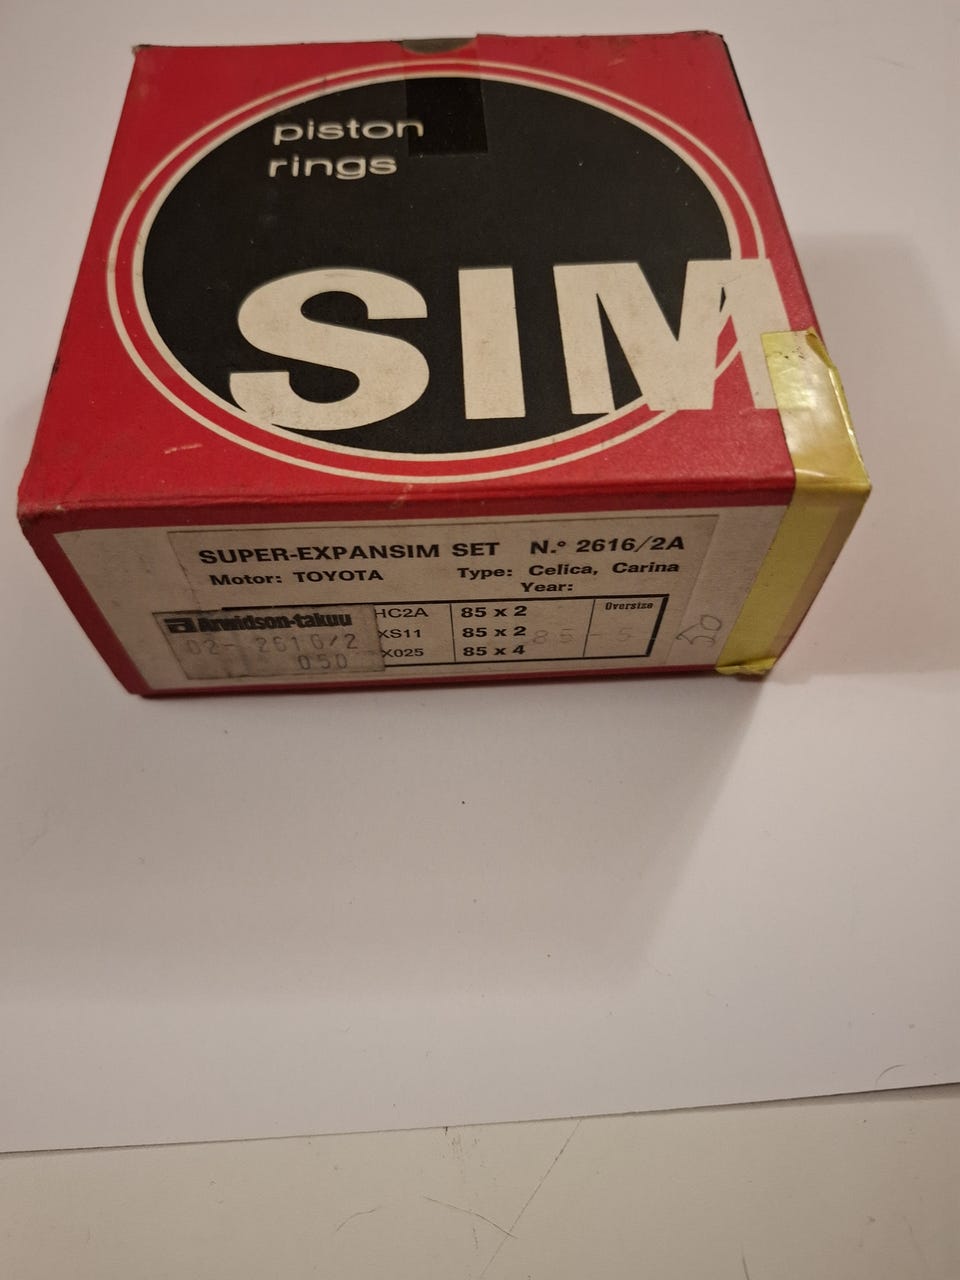 piston
rings
SIM
SUPER-EXPANSIM SET N.° 2616/2A
Motor: TOYOTA Type: Celica, Carina
Year:
HC2A 85 x 2 Oversize
XS11 85 x 2
X025 85 x 4
Arwidson-takuu
02- 2616/2
050
50